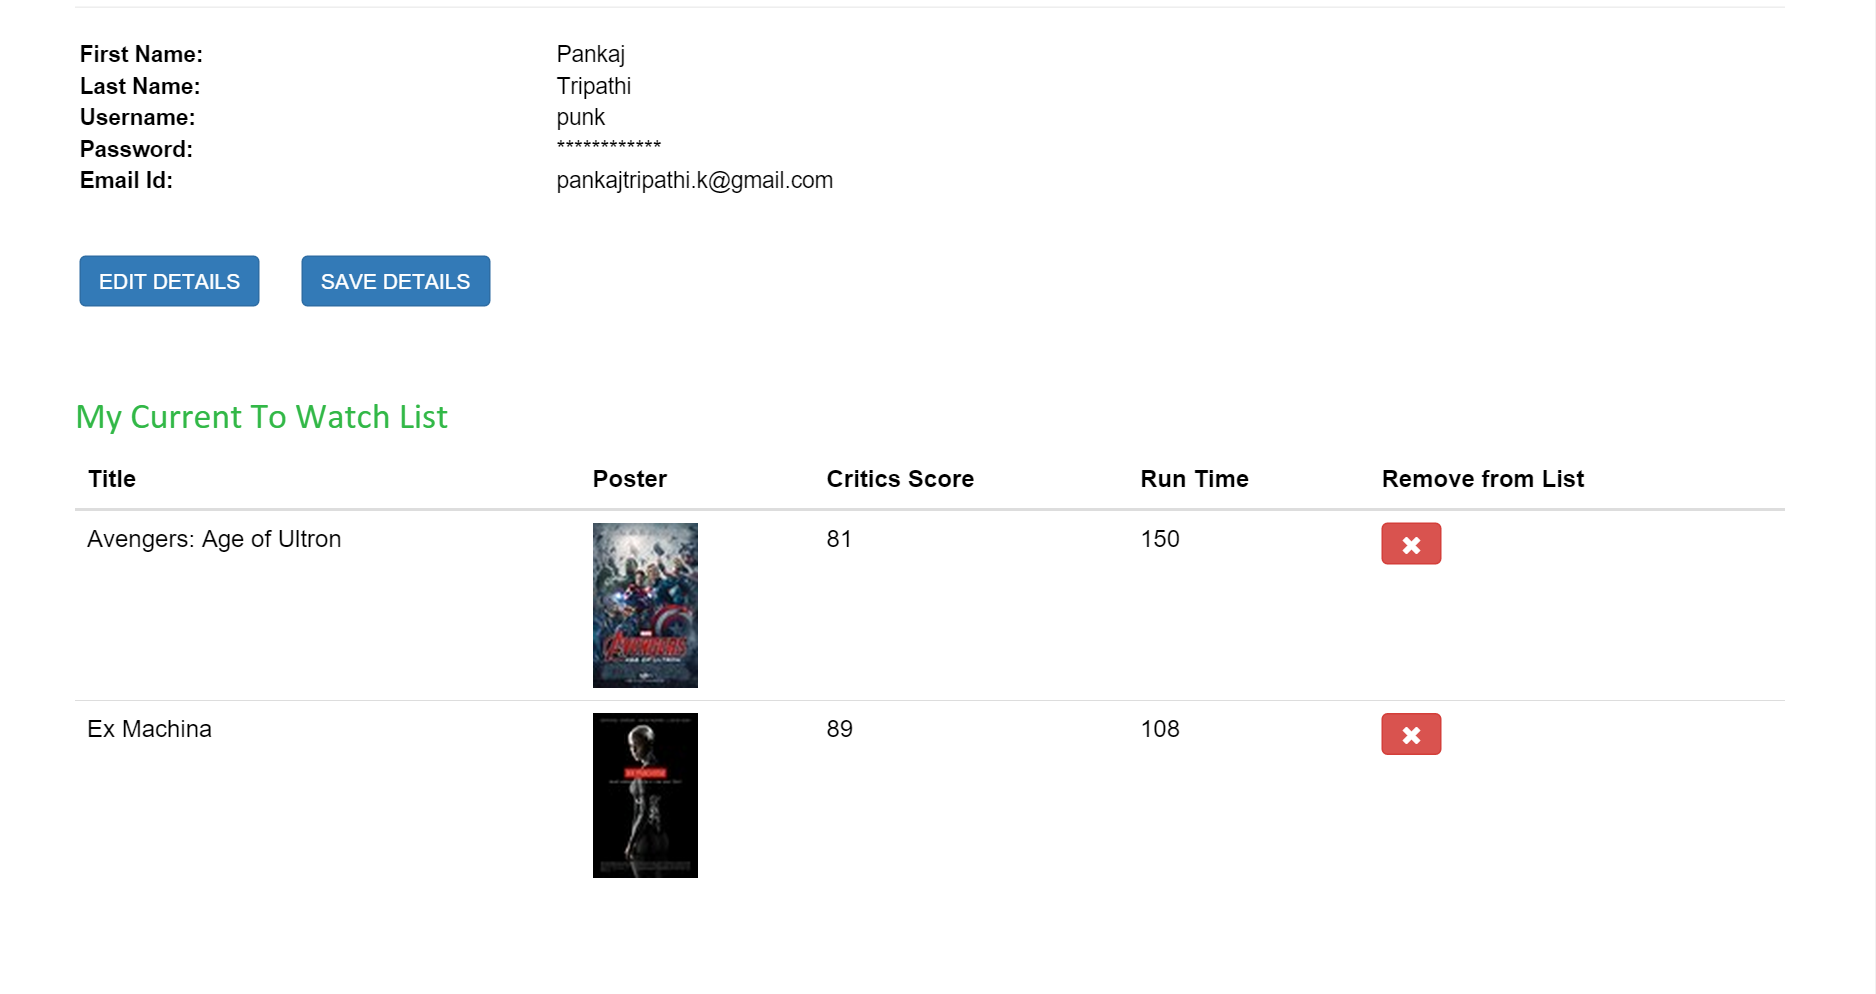 First Name: Pankaj
Last Name: Tripathi
Username: punk
Password: ************
Email Id: pankajtripathi.k@gmail.com
EDIT DETAILS SAVE DETAILS
My Current To Watch List
Title Poster Critics Score Run Time Remove from List
Avengers: Age of Ultron 81 150
AVENGERS
AGE OF ULTRON
Ex Machina 89 108
EX MACHINA